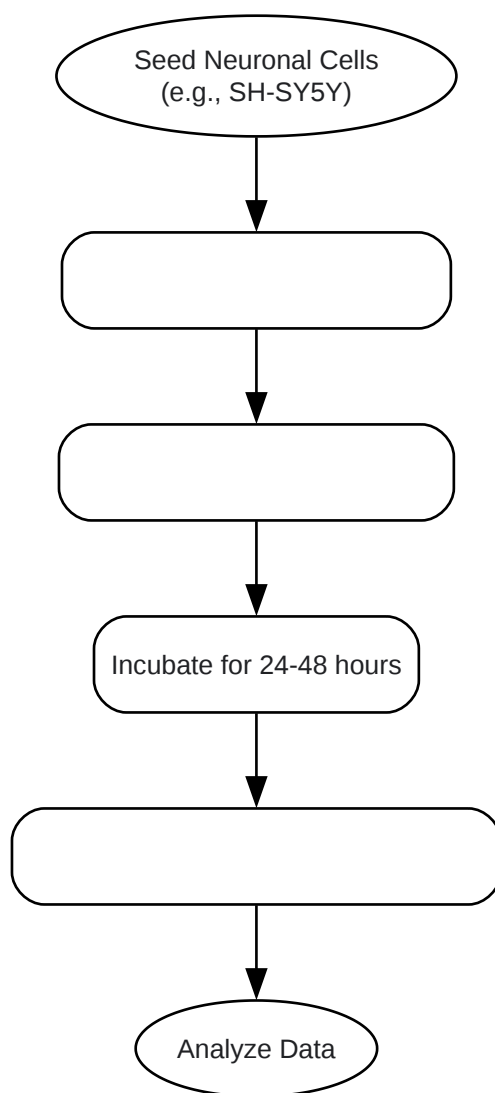 Seed Neuronal Cells
(e.g., SH-SY5Y)
Incubate for 24-48 hours
Analyze Data